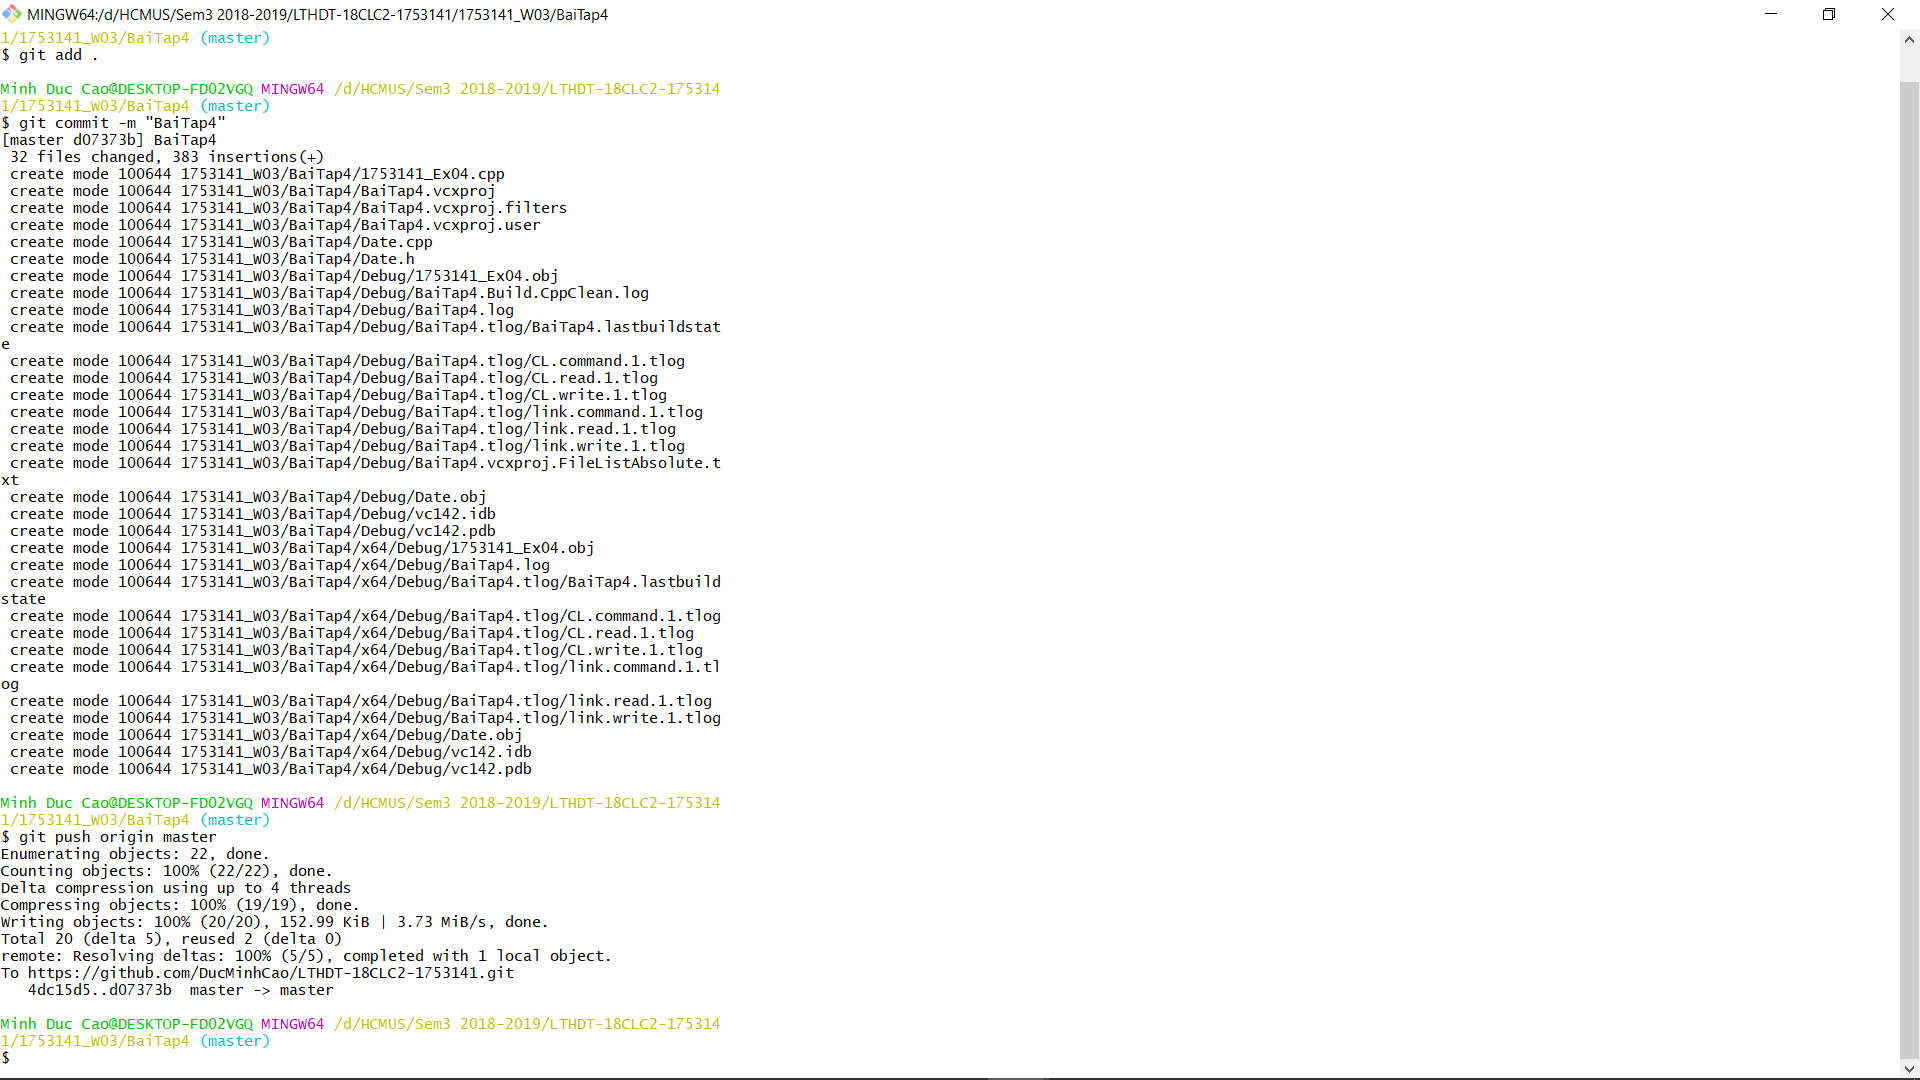 MINGW64:/d/HCMUS/Sem3 2018-2019/LTHDT-18CLC2-1753141/1753141_W03/BaiTap4
1/1753141_W03/BaiTap4 (master)
$ git add .
Minh Duc Cao@DESKTOP-FD02VGQ MINGW64 /d/HCMUS/Sem3 2018-2019/LTHDT-18CLC2-175314
1/1753141_W03/BaiTap4 (master)
$ git commit -m "BaiTap4"
[master d07373b] BaiTap4
 32 files changed, 383 insertions(+)
 create mode 100644 1753141_W03/BaiTap4/1753141_Ex04.cpp
 create mode 100644 1753141_W03/BaiTap4/BaiTap4.vcxproj
 create mode 100644 1753141_W03/BaiTap4/BaiTap4.vcxproj.filters
 create mode 100644 1753141_W03/BaiTap4/BaiTap4.vcxproj.user
 create mode 100644 1753141_W03/BaiTap4/Date.cpp
 create mode 100644 1753141_W03/BaiTap4/Date.h
 create mode 100644 1753141_W03/BaiTap4/Debug/1753141_Ex04.obj
 create mode 100644 1753141_W03/BaiTap4/Debug/BaiTap4.Build.CppClean.log
 create mode 100644 1753141_W03/BaiTap4/Debug/BaiTap4.log
 create mode 100644 1753141_W03/BaiTap4/Debug/BaiTap4.tlog/BaiTap4.lastbuildstat
e
 create mode 100644 1753141_W03/BaiTap4/Debug/BaiTap4.tlog/CL.command.1.tlog
 create mode 100644 1753141_W03/BaiTap4/Debug/BaiTap4.tlog/CL.read.1.tlog
 create mode 100644 1753141_W03/BaiTap4/Debug/BaiTap4.tlog/CL.write.1.tlog
 create mode 100644 1753141_W03/BaiTap4/Debug/BaiTap4.tlog/link.command.1.tlog
 create mode 100644 1753141_W03/BaiTap4/Debug/BaiTap4.tlog/link.read.1.tlog
 create mode 100644 1753141_W03/BaiTap4/Debug/BaiTap4.tlog/link.write.1.tlog
 create mode 100644 1753141_W03/BaiTap4/Debug/BaiTap4.vcxproj.FileListAbsolute.t
xt
 create mode 100644 1753141_W03/BaiTap4/Debug/Date.obj
 create mode 100644 1753141_W03/BaiTap4/Debug/vc142.idb
 create mode 100644 1753141_W03/BaiTap4/Debug/vc142.pdb
 create mode 100644 1753141_W03/BaiTap4/x64/Debug/1753141_Ex04.obj
 create mode 100644 1753141_W03/BaiTap4/x64/Debug/BaiTap4.log
 create mode 100644 1753141_W03/BaiTap4/x64/Debug/BaiTap4.tlog/BaiTap4.lastbuild
state
 create mode 100644 1753141_W03/BaiTap4/x64/Debug/BaiTap4.tlog/CL.command.1.tlog
 create mode 100644 1753141_W03/BaiTap4/x64/Debug/BaiTap4.tlog/CL.read.1.tlog
 create mode 100644 1753141_W03/BaiTap4/x64/Debug/BaiTap4.tlog/CL.write.1.tlog
 create mode 100644 1753141_W03/BaiTap4/x64/Debug/BaiTap4.tlog/link.command.1.tl
og
 create mode 100644 1753141_W03/BaiTap4/x64/Debug/BaiTap4.tlog/link.read.1.tlog
 create mode 100644 1753141_W03/BaiTap4/x64/Debug/BaiTap4.tlog/link.write.1.tlog
 create mode 100644 1753141_W03/BaiTap4/x64/Debug/Date.obj
 create mode 100644 1753141_W03/BaiTap4/x64/Debug/vc142.idb
 create mode 100644 1753141_W03/BaiTap4/x64/Debug/vc142.pdb
Minh Duc Cao@DESKTOP-FD02VGQ MINGW64 /d/HCMUS/Sem3 2018-2019/LTHDT-18CLC2-175314
1/1753141_W03/BaiTap4 (master)
$ git push origin master
Enumerating objects: 22, done.
Counting objects: 100% (22/22), done.
Delta compression using up to 4 threads
Compressing objects: 100% (19/19), done.
Writing objects: 100% (20/20), 152.99 KiB | 3.73 MiB/s, done.
Total 20 (delta 5), reused 2 (delta 0)
remote: Resolving deltas: 100% (5/5), completed with 1 local object.
To https://github.com/DucMinhCao/LTHDT-18CLC2-1753141.git
   4dc15d5..d07373b  master -> master
Minh Duc Cao@DESKTOP-FD02VGQ MINGW64 /d/HCMUS/Sem3 2018-2019/LTHDT-18CLC2-175314
1/1753141_W03/BaiTap4 (master)
$